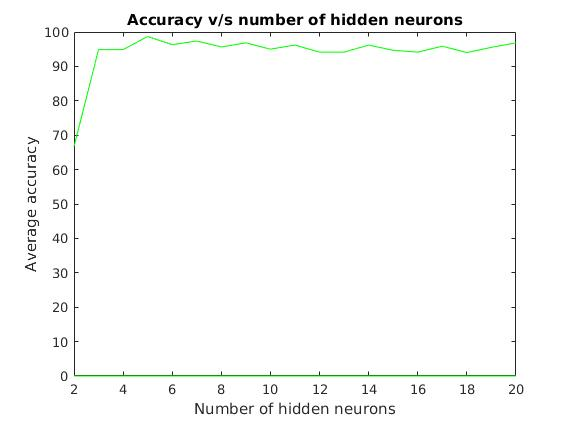 Accuracy v/s number of hidden neurons
100
90
80
70
60
50
40
30
20
10
0
Average accuracy
2 4 6 8 10 12 14 16 18 20
Number of hidden neurons